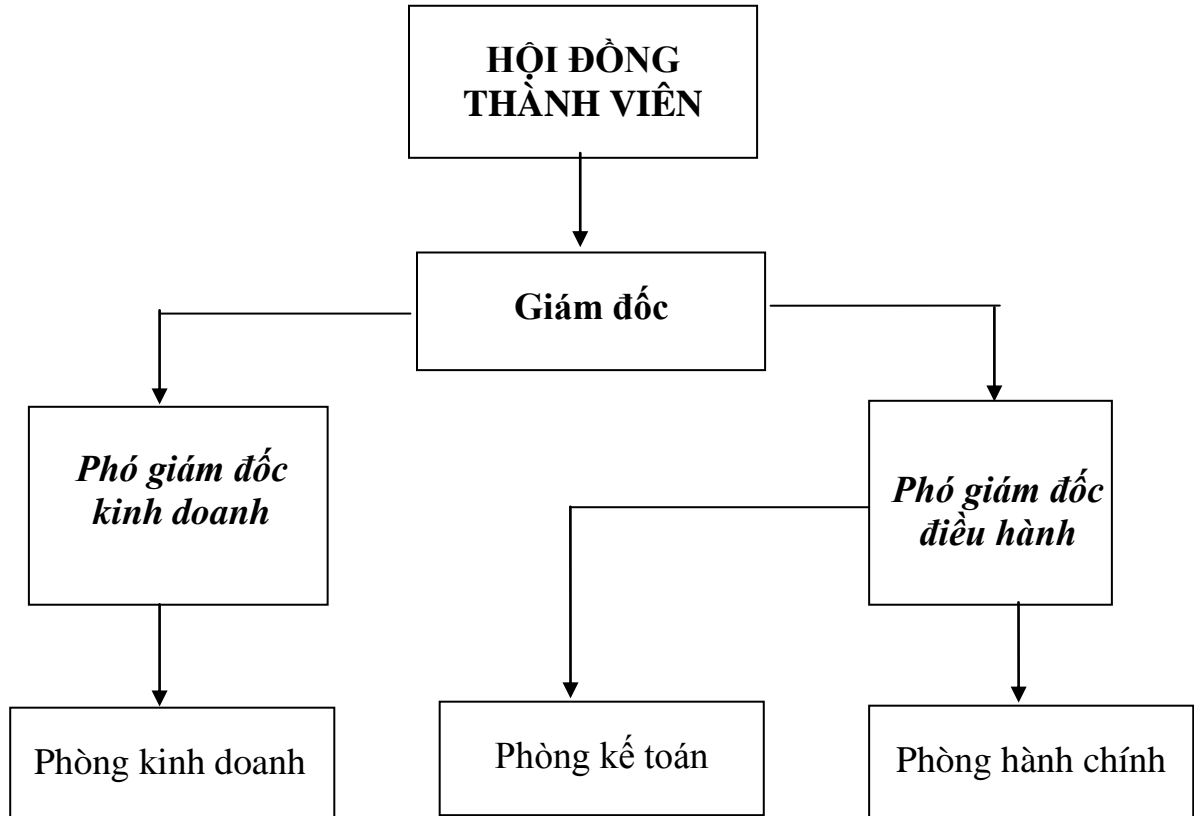 HỘI ĐỒNG
THÀNH VIÊN
Giám đốc
Phó giám đốc
kinh doanh
Phó giám đốc
điều hành
Phòng kinh doanh
Phòng kế toán
Phòng hành chính